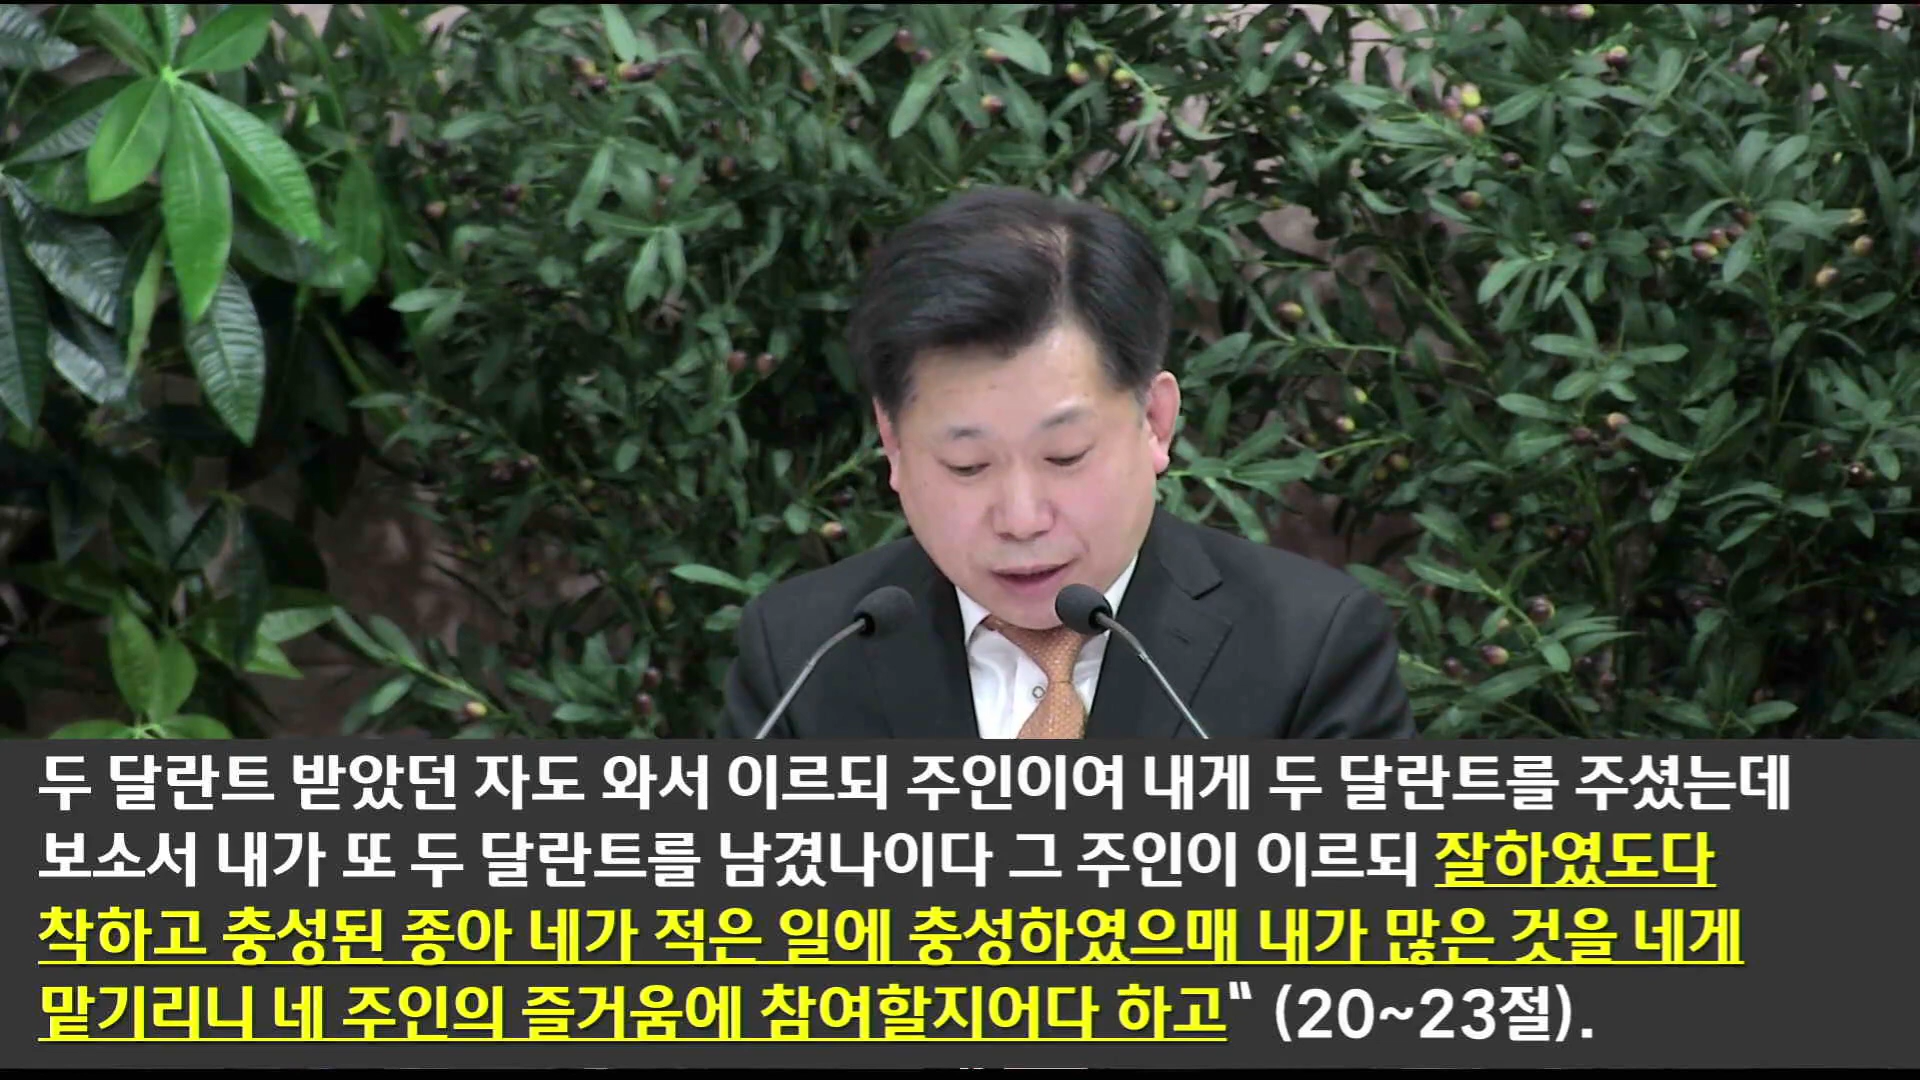 두 달란트 받았던 자도 와서 이르되 주인이여 내게 두 달란트를 주셨는데
보소서 내가 또 두 달란트를 남겼나이다 그 주인이 이르되 잘하였도다
착하고 충성된 종아 네가 적은 일에 충성하였으매 내가 많은 것을 네게
맡기리니 네 주인의 즐거움에 참여할지어다 하고“ (20~23절).